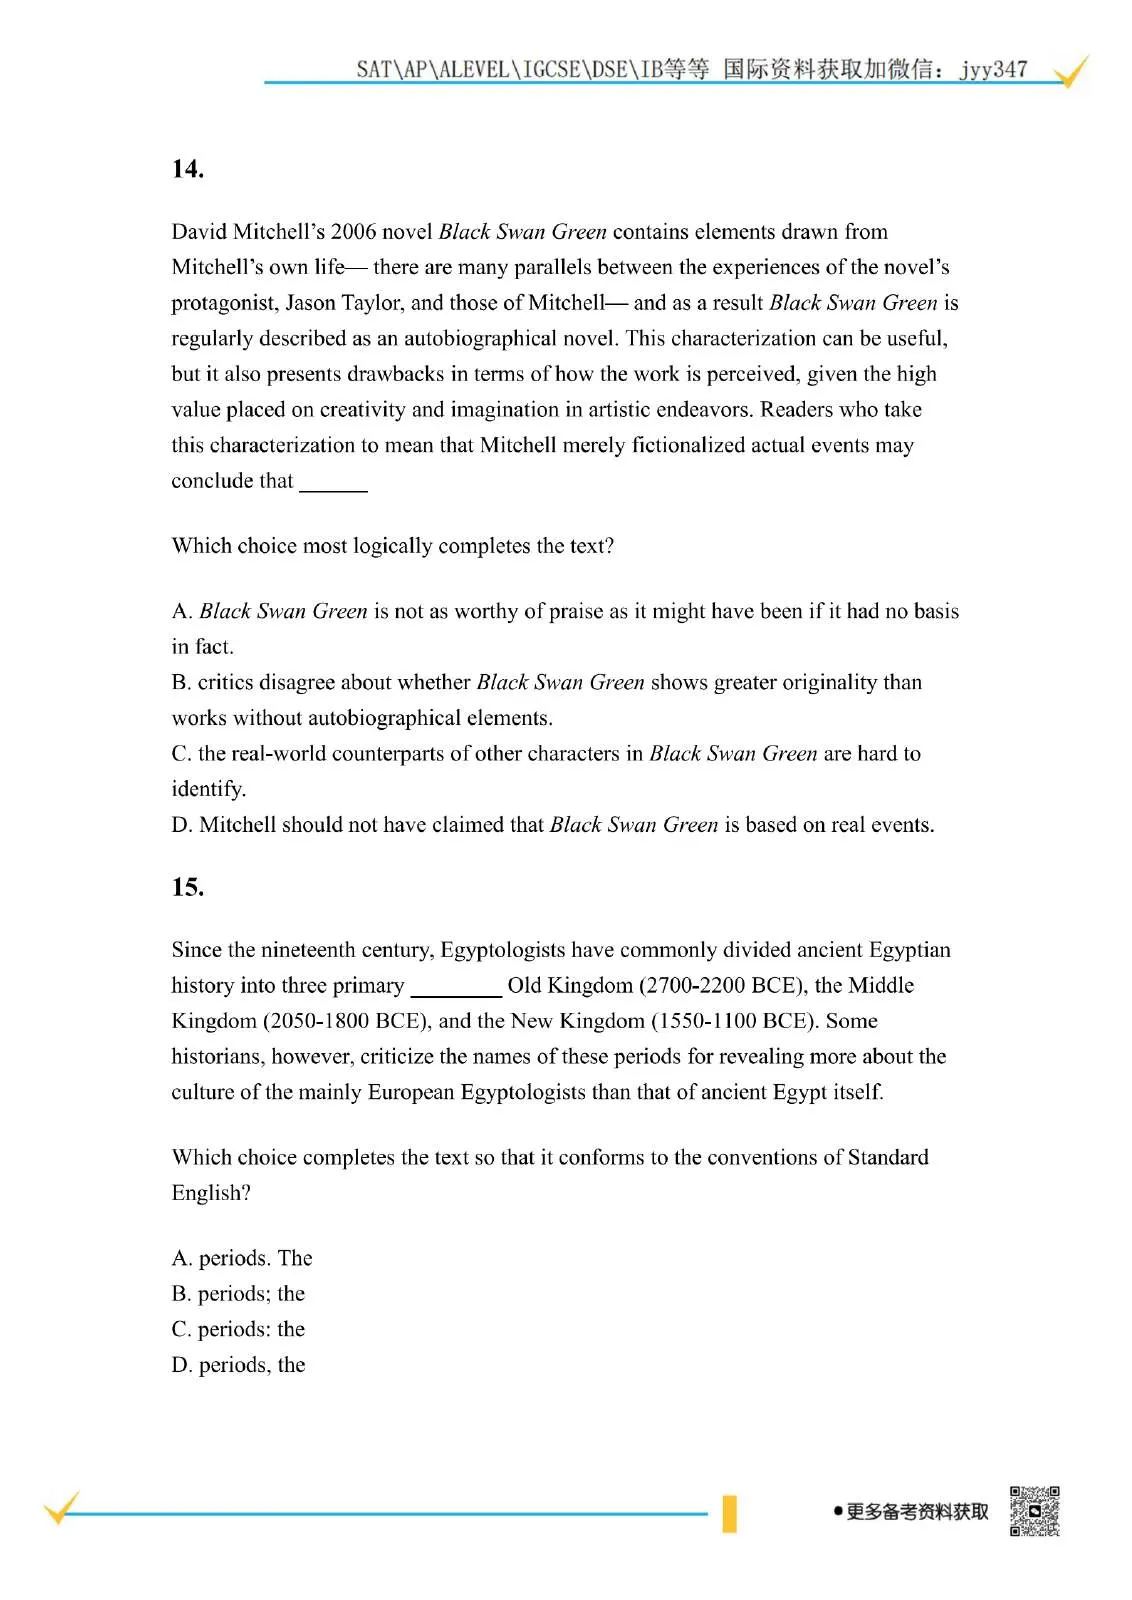 SAT\AP\ALEVEL\IGCSE\DSE\IB等等 国际资料获取加微信：jyy347
14.
David Mitchell’s 2006 novel Black Swan Green contains elements drawn from
Mitchell’s own life— there are many parallels between the experiences of the novel’s
protagonist, Jason Taylor, and those of Mitchell— and as a result Black Swan Green is
regularly described as an autobiographical novel. This characterization can be useful,
but it also presents drawbacks in terms of how the work is perceived, given the high
value placed on creativity and imagination in artistic endeavors. Readers who take
this characterization to mean that Mitchell merely fictionalized actual events may
conclude that ______
Which choice most logically completes the text?
A. Black Swan Green is not as worthy of praise as it might have been if it had no basis
in fact.
B. critics disagree about whether Black Swan Green shows greater originality than
works without autobiographical elements.
C. the real-world counterparts of other characters in Black Swan Green are hard to
identify.
D. Mitchell should not have claimed that Black Swan Green is based on real events.
15.
Since the nineteenth century, Egyptologists have commonly divided ancient Egyptian
history into three primary ________ Old Kingdom (2700-2200 BCE), the Middle
Kingdom (2050-1800 BCE), and the New Kingdom (1550-1100 BCE). Some
historians, however, criticize the names of these periods for revealing more about the
culture of the mainly European Egyptologists than that of ancient Egypt itself.
Which choice completes the text so that it conforms to the conventions of Standard
English?
A. periods. The
B. periods; the
C. periods: the
D. periods, the
•更多备考资料获取